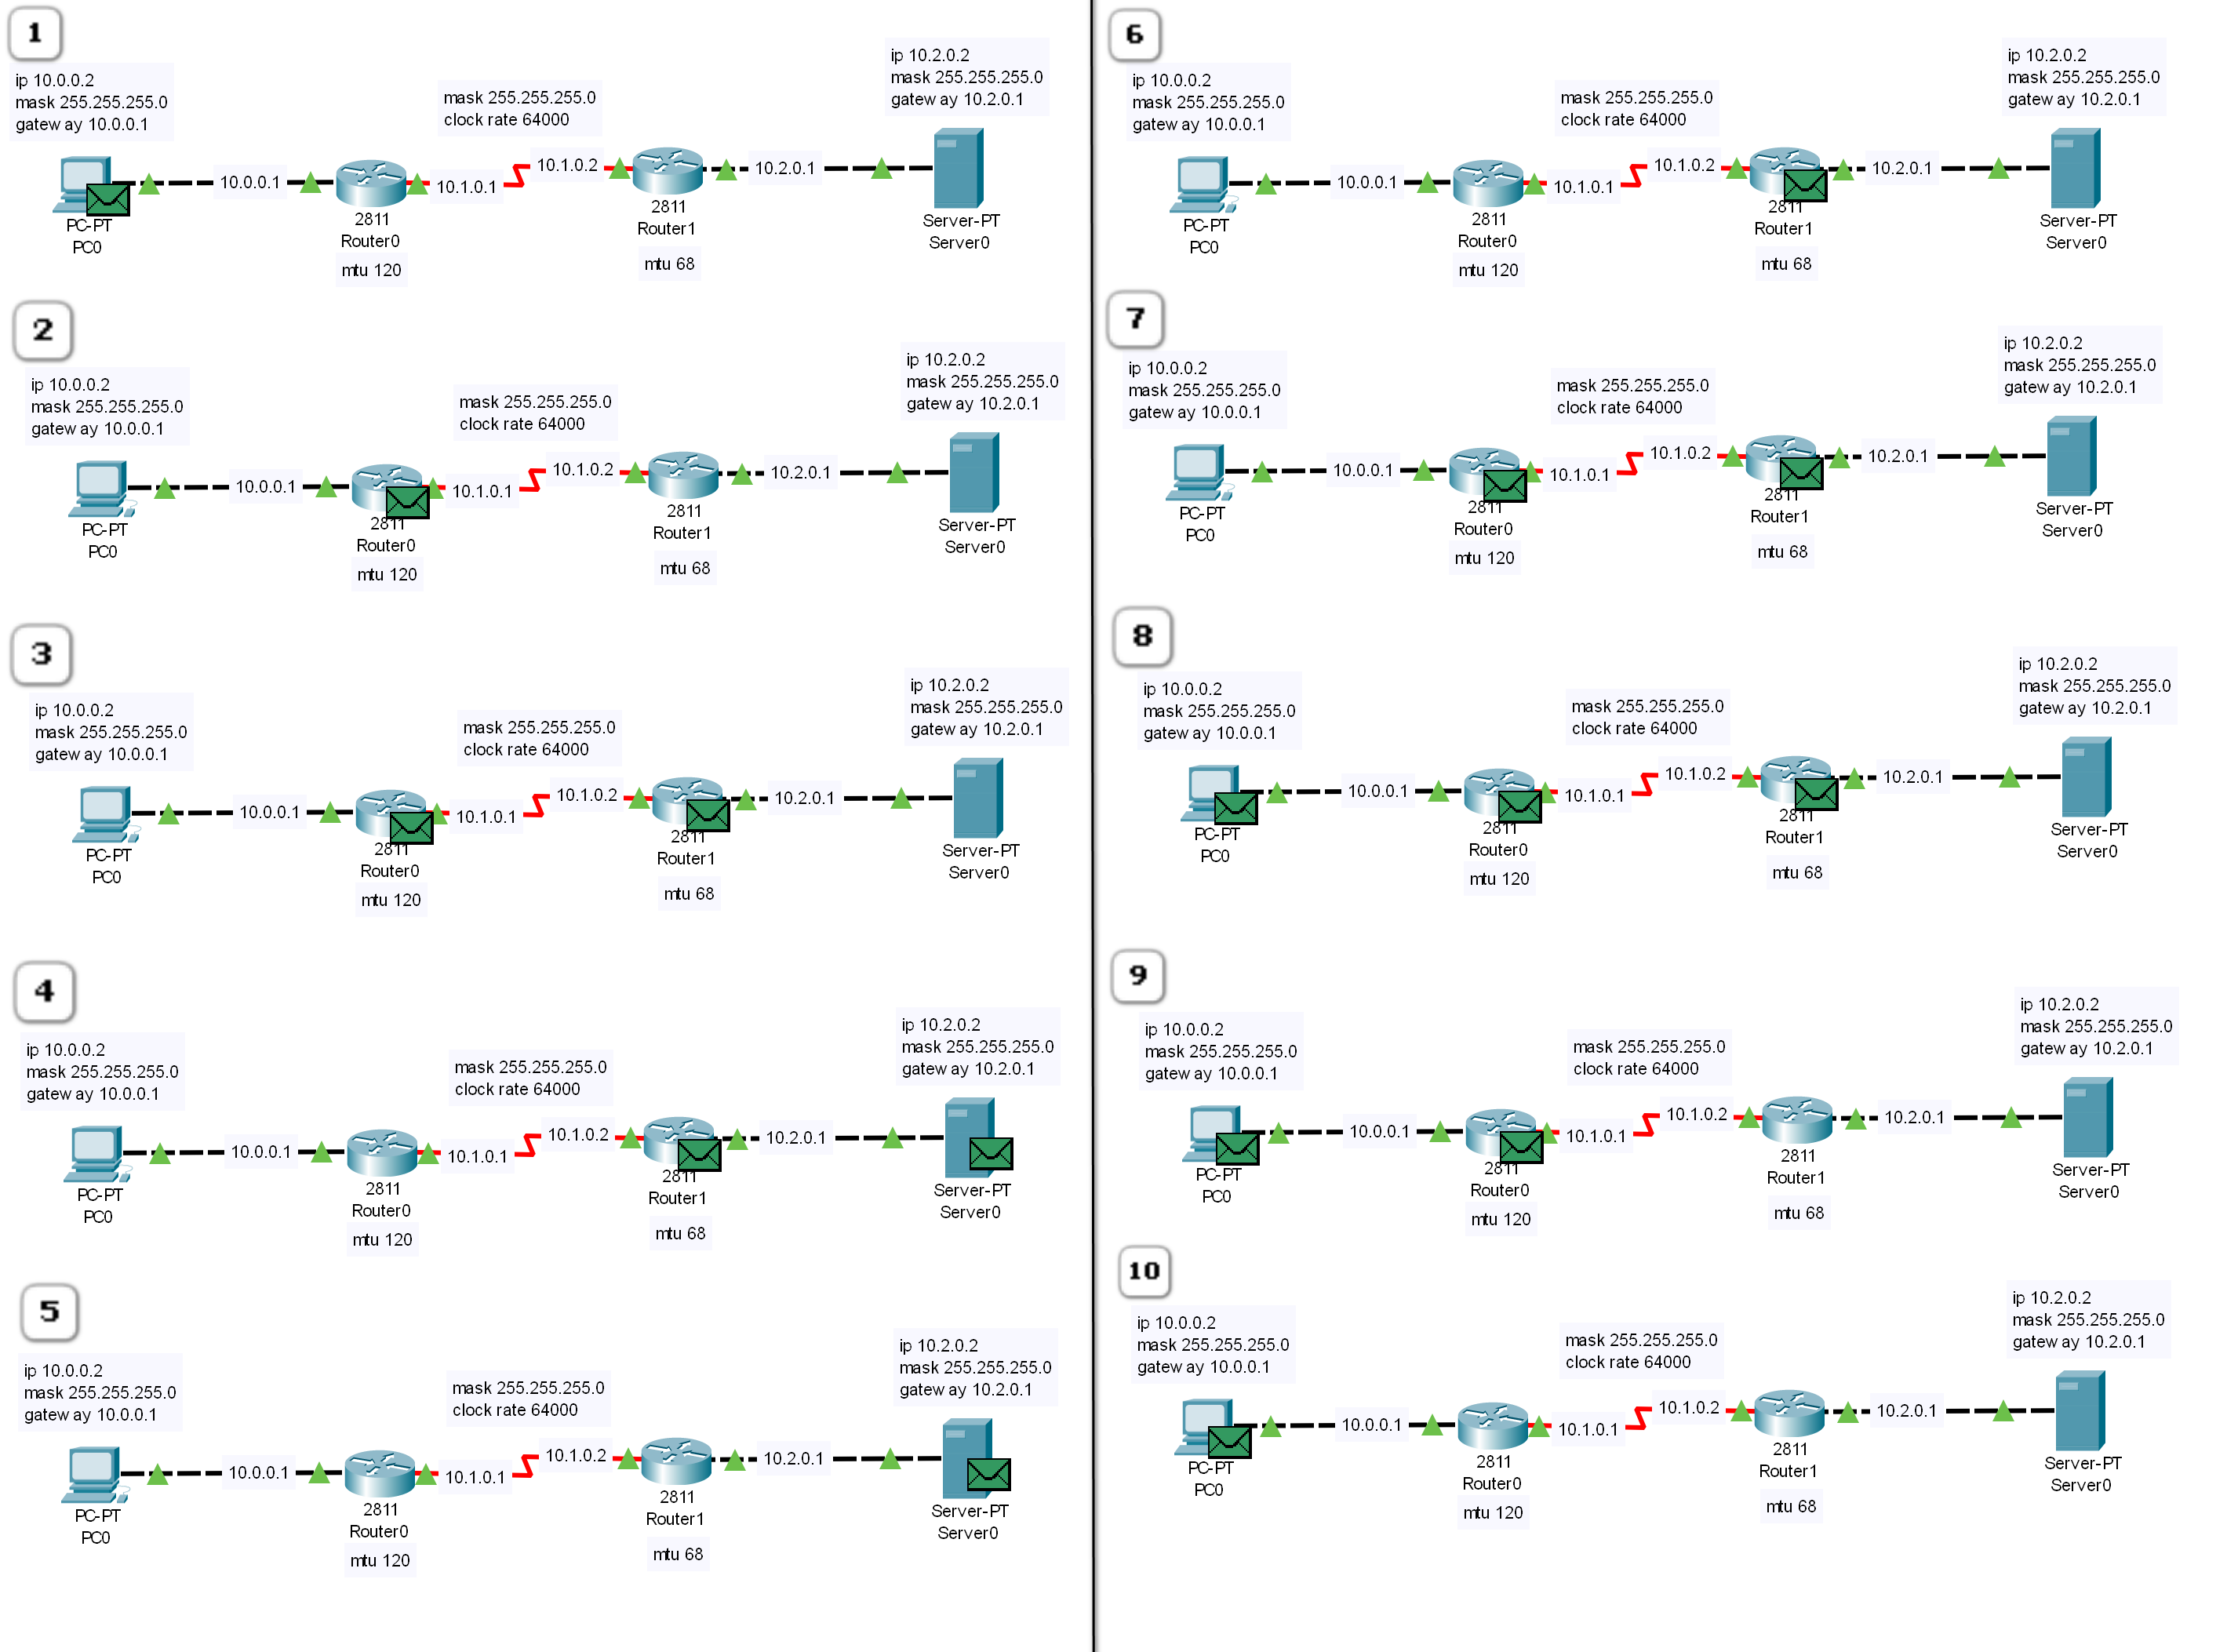 1
ip 10.0.0.2
mask 255.255.255.0
gatew ay 10.0.0.1
mask 255.255.255.0
clock rate 64000
ip 10.2.0.2
mask 255.255.255.0
gatew ay 10.2.0.1
10.0.0.1
10.1.0.1
10.1.0.2
10.2.0.1
PC-PT
PC0
2811
Router0
mtu 120
2811
Router1
mtu 68
Server-PT
Server0
2
ip 10.0.0.2
mask 255.255.255.0
gatew ay 10.0.0.1
mask 255.255.255.0
clock rate 64000
ip 10.2.0.2
mask 255.255.255.0
gatew ay 10.2.0.1
10.0.0.1
10.1.0.1
10.1.0.2
10.2.0.1
PC-PT
PC0
2811
Router0
mtu 120
2811
Router1
mtu 68
Server-PT
Server0
3
ip 10.0.0.2
mask 255.255.255.0
gatew ay 10.0.0.1
mask 255.255.255.0
clock rate 64000
ip 10.2.0.2
mask 255.255.255.0
gatew ay 10.2.0.1
10.0.0.1
10.1.0.1
10.1.0.2
10.2.0.1
PC-PT
PC0
2811
Router0
mtu 120
2811
Router1
mtu 68
Server-PT
Server0
4
ip 10.0.0.2
mask 255.255.255.0
gatew ay 10.0.0.1
mask 255.255.255.0
clock rate 64000
ip 10.2.0.2
mask 255.255.255.0
gatew ay 10.2.0.1
10.0.0.1
10.1.0.1
10.1.0.2
10.2.0.1
PC-PT
PC0
2811
Router0
mtu 120
2811
Router1
mtu 68
Server-PT
Server0
5
ip 10.0.0.2
mask 255.255.255.0
gatew ay 10.0.0.1
mask 255.255.255.0
clock rate 64000
ip 10.2.0.2
mask 255.255.255.0
gatew ay 10.2.0.1
10.0.0.1
10.1.0.1
10.1.0.2
10.2.0.1
PC-PT
PC0
2811
Router0
mtu 120
2811
Router1
mtu 68
Server-PT
Server0
6
ip 10.0.0.2
mask 255.255.255.0
gatew ay 10.0.0.1
mask 255.255.255.0
clock rate 64000
ip 10.2.0.2
mask 255.255.255.0
gatew ay 10.2.0.1
10.0.0.1
10.1.0.1
10.1.0.2
10.2.0.1
PC-PT
PC0
2811
Router0
mtu 120
2811
Router1
mtu 68
Server-PT
Server0
7
ip 10.0.0.2
mask 255.255.255.0
gatew ay 10.0.0.1
mask 255.255.255.0
clock rate 64000
ip 10.2.0.2
mask 255.255.255.0
gatew ay 10.2.0.1
10.0.0.1
10.1.0.1
10.1.0.2
10.2.0.1
PC-PT
PC0
2811
Router0
mtu 120
2811
Router1
mtu 68
Server-PT
Server0
8
ip 10.0.0.2
mask 255.255.255.0
gatew ay 10.0.0.1
mask 255.255.255.0
clock rate 64000
ip 10.2.0.2
mask 255.255.255.0
gatew ay 10.2.0.1
10.0.0.1
10.1.0.1
10.1.0.2
10.2.0.1
PC-PT
PC0
2811
Router0
mtu 120
2811
Router1
mtu 68
Server-PT
Server0
9
ip 10.0.0.2
mask 255.255.255.0
gatew ay 10.0.0.1
mask 255.255.255.0
clock rate 64000
ip 10.2.0.2
mask 255.255.255.0
gatew ay 10.2.0.1
10.0.0.1
10.1.0.1
10.1.0.2
10.2.0.1
PC-PT
PC0
2811
Router0
mtu 120
2811
Router1
mtu 68
Server-PT
Server0
10
ip 10.0.0.2
mask 255.255.255.0
gatew ay 10.0.0.1
mask 255.255.255.0
clock rate 64000
ip 10.2.0.2
mask 255.255.255.0
gatew ay 10.2.0.1
10.0.0.1
10.1.0.1
10.1.0.2
10.2.0.1
PC-PT
PC0
2811
Router0
mtu 120
2811
Router1
mtu 68
Server-PT
Server0